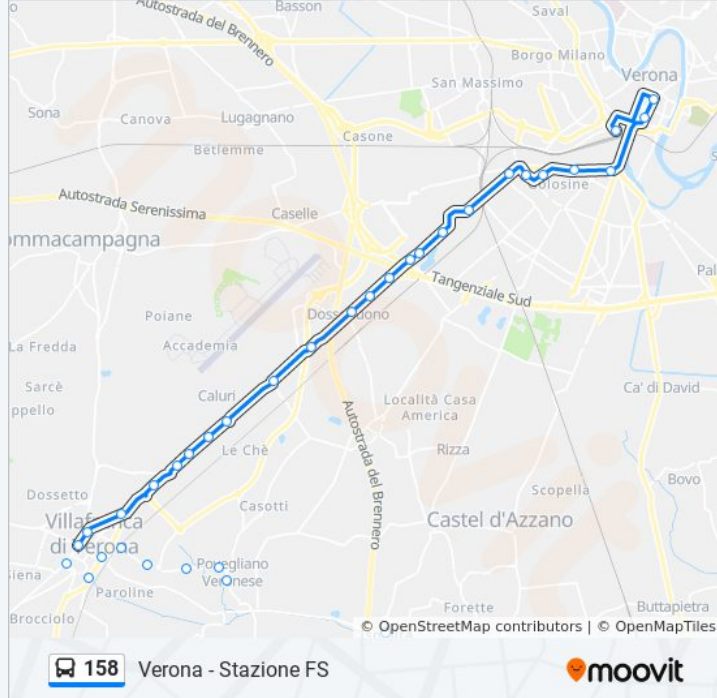 Basson
Saval
Autostrada del Brennero
Borgo Milano
Verona
San Massimo
Sona
Canova
Lugagnano
Casone
Betlemme
Golosine
Autostrada Serenissima
Caselle
ommacampagna
Tangenziale Sud
Pal
Poiane
Dossobuono
La Fredda
Accademia
Sarcè
ppello
Caluri
Località Casa
America
Ca' di David
Autostrada del Brennero
Le Chè
Rizza
Bovo
Dossetto
Scopella
Casotti
Villafranca
di Verona
Castel d'Azzano
Povegliano
Veronese
siena
Paroline
Forette
Buttapietra
Brocciolo
© OpenStreetMap contributors | © OpenMapTiles
158 Verona - Stazione FS
moovit